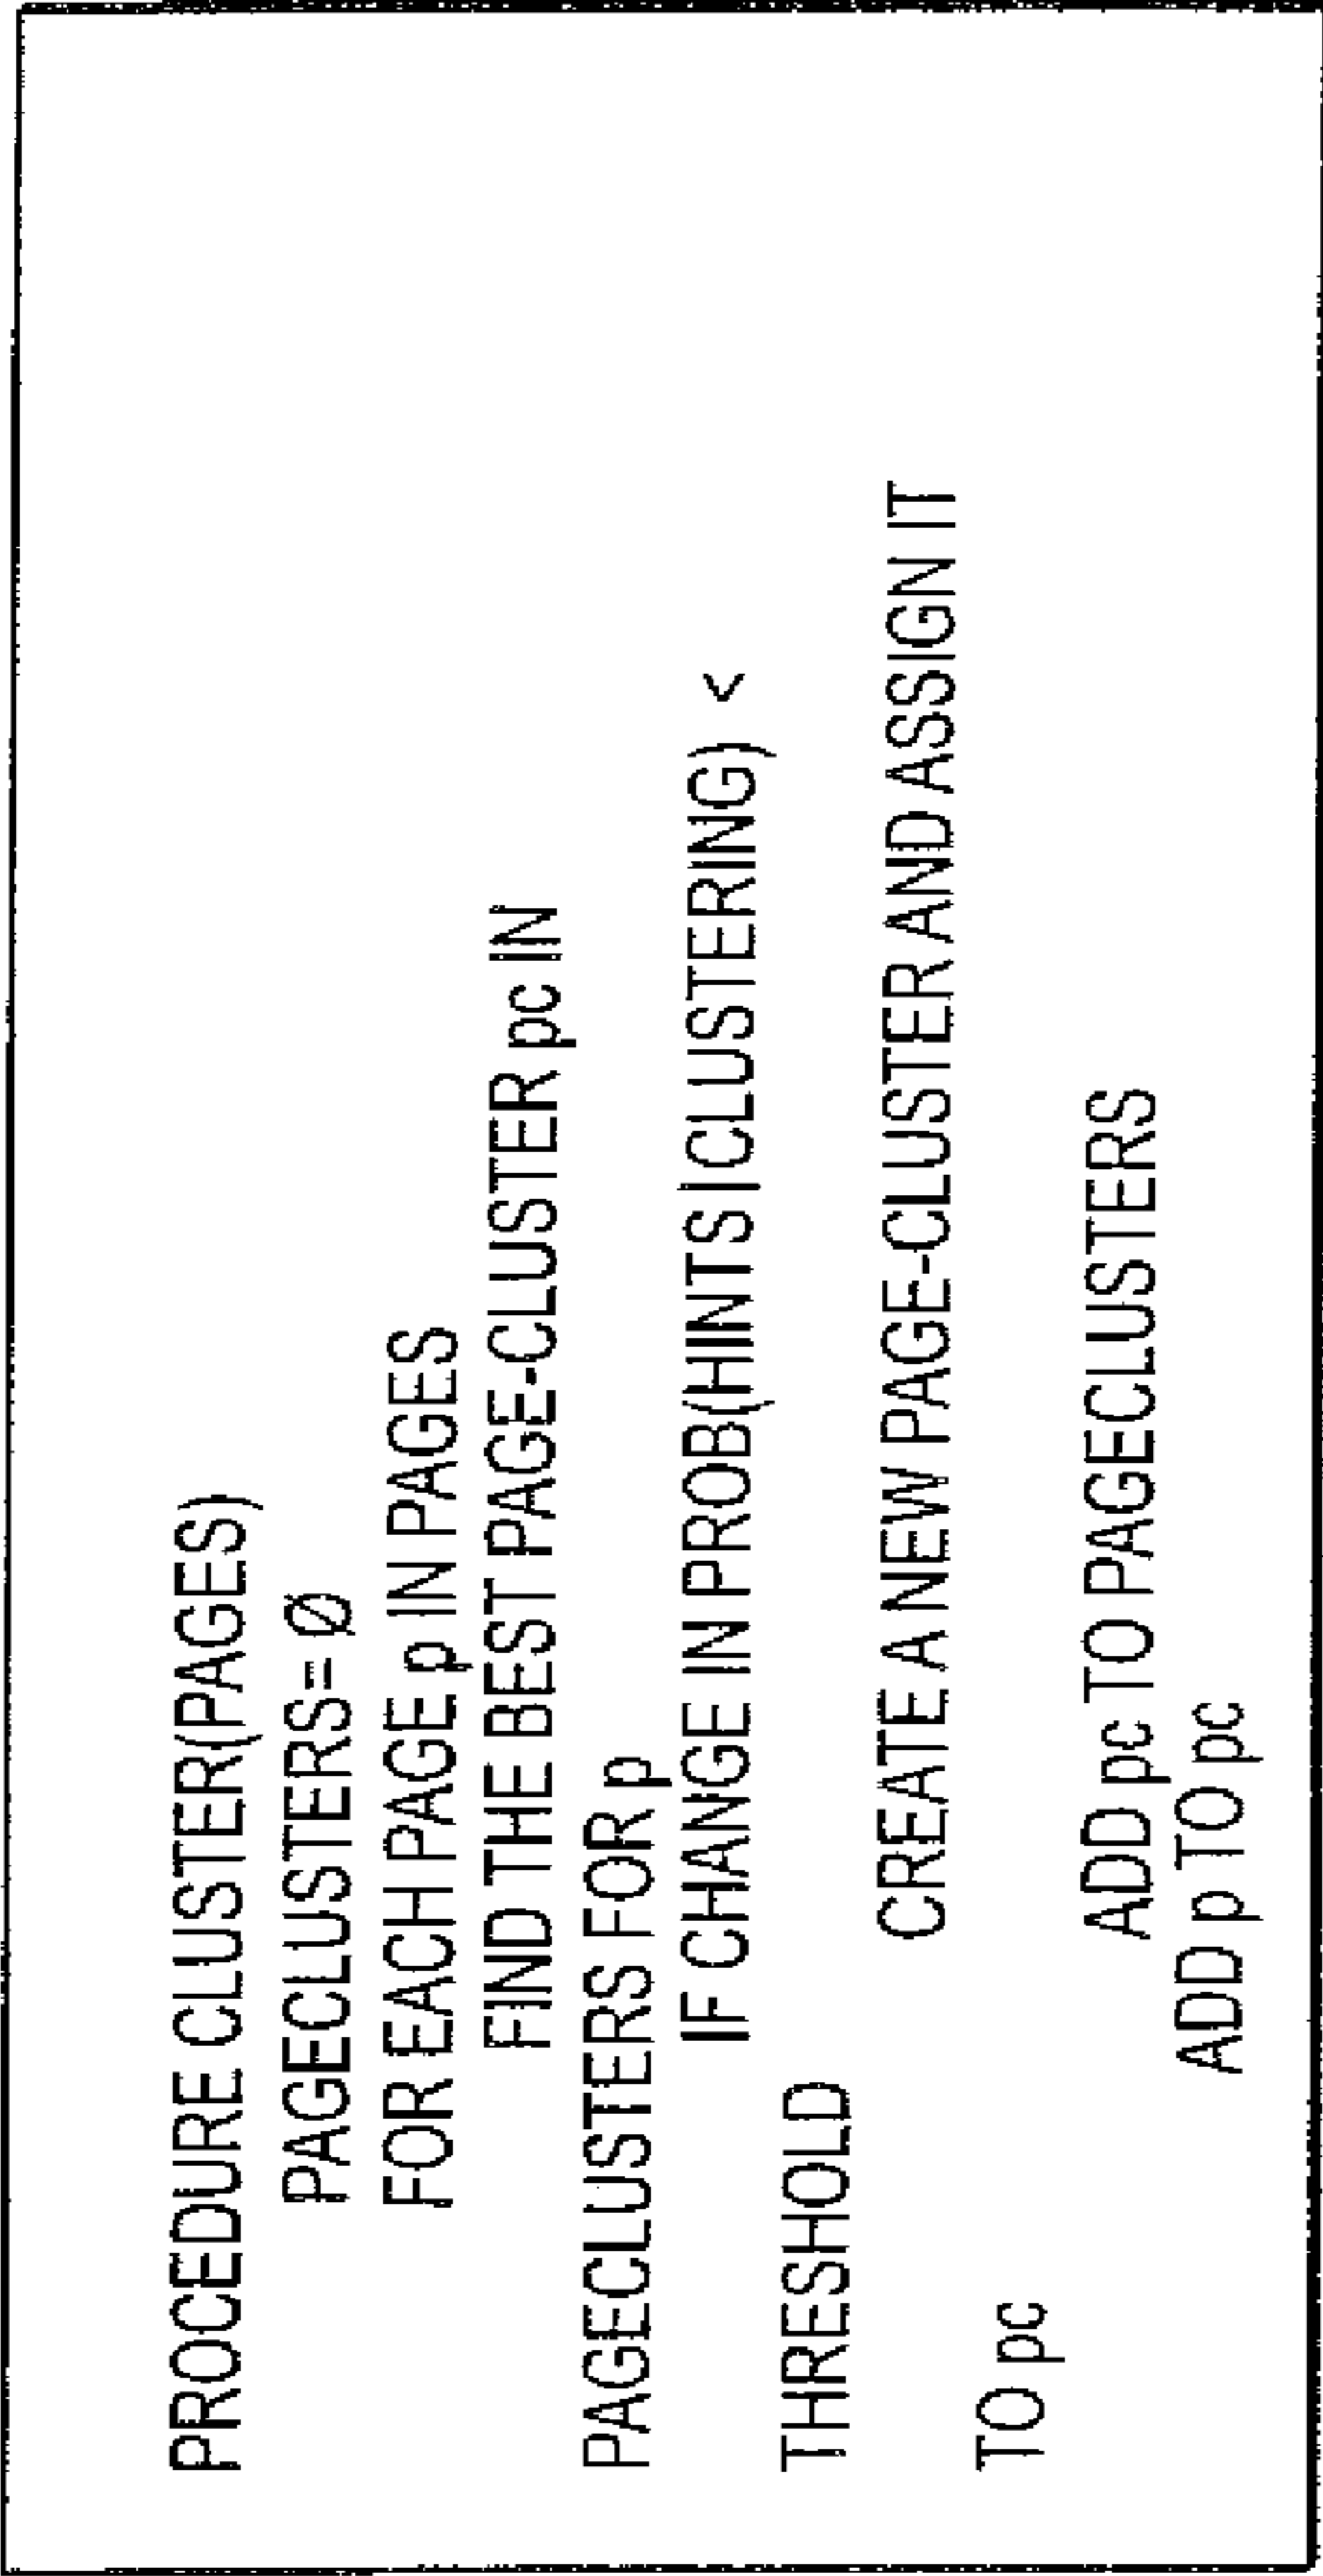 PROCEDURE CLUSTER(PAGES)
PAGECLUSTERS=Ø
FOR EACH PAGE p IN PAGES
FIND THE BEST PAGE-CLUSTER pc IN
PAGECLUSTERS FOR p
IF CHANGE IN PROB(HINTS|CLUSTERING) <
THRESHOLD
CREATE A NEW PAGE-CLUSTER AND ASSIGN IT
TO pc
ADD pc TO PAGECLUSTERS
ADD p TO pc